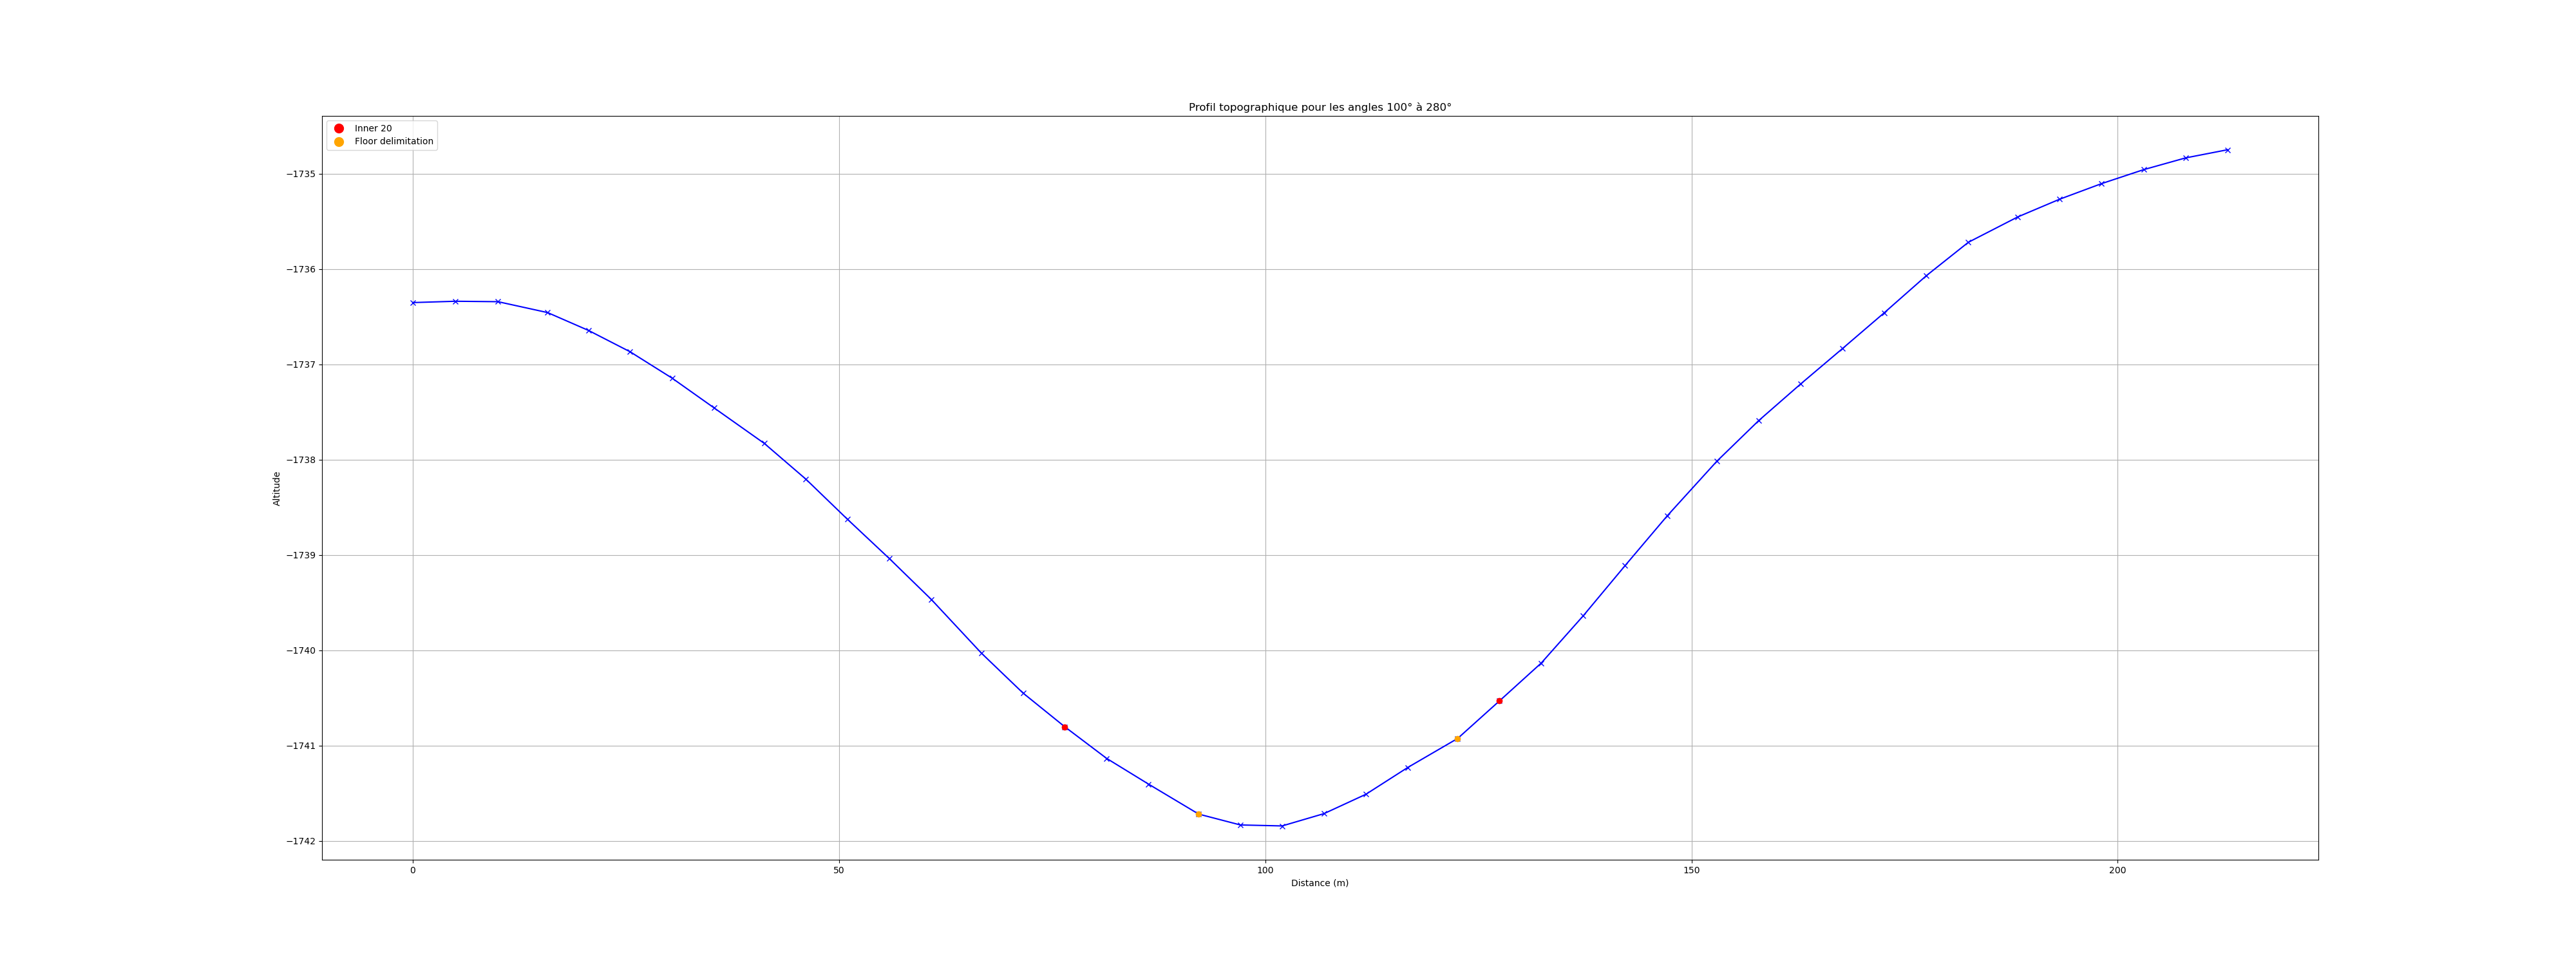 Profil topographique pour les angles 100° à 280°
Inner 20
Floor delimitation
−1735
−1736
−1737
−1738
−1739
−1740
−1741
−1742
Altitude
0 50 100 150 200
Distance (m)